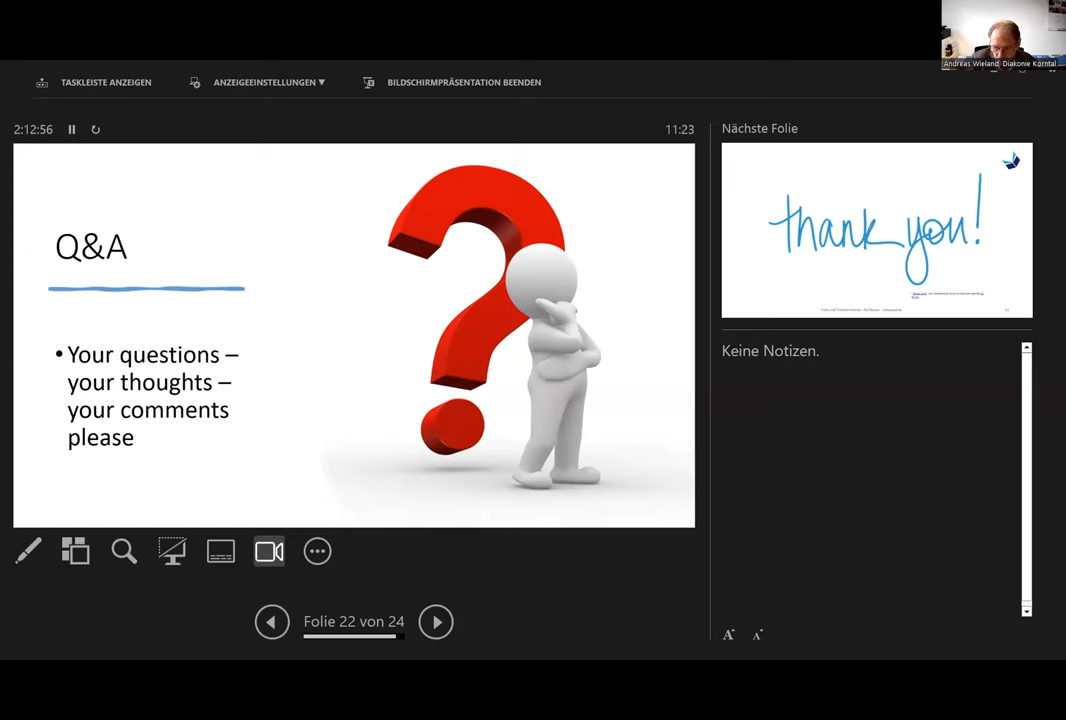 Andreas Wieland, Diakonie Korntal
TASKLEISTE ANZEIGEN
ANZEIGEEINSTELLUNGEN ▼
BILDSCHIRMPRÄSENTATION BEENDEN
2:12:56
11:23
Nächste Folie
Q&A
• Your questions –
your thoughts –
your comments
please
thank you!
Keine Notizen.
Folie 22 von 24
A
A